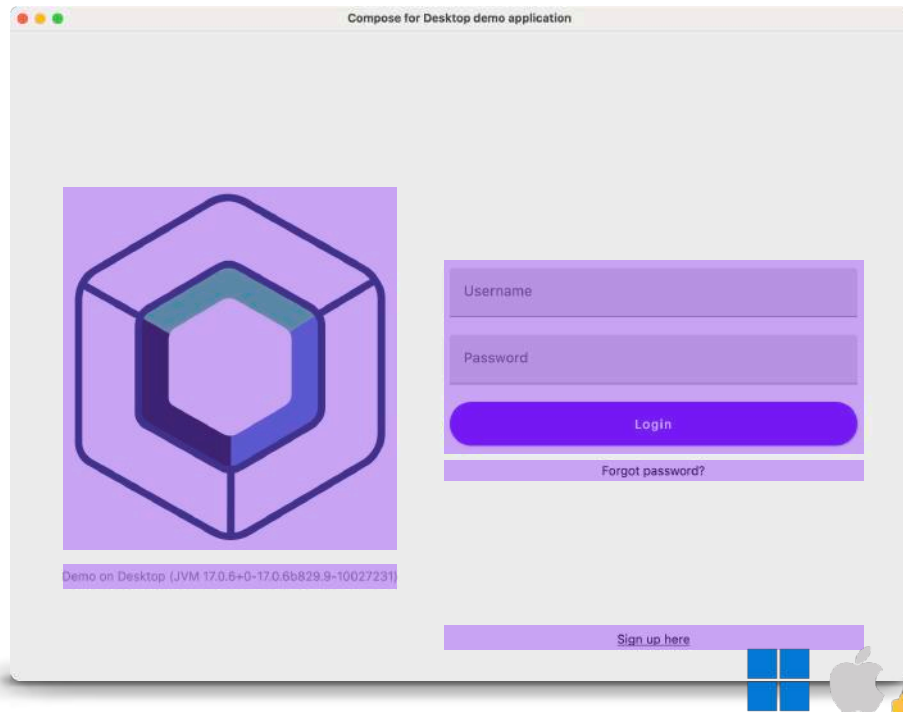 Compose for Desktop demo application
Username
Password
Login
Forgot password?
Demo on Desktop (JVM 17.0.6+0-17.0.6b829.9-10027231)
Sign up here